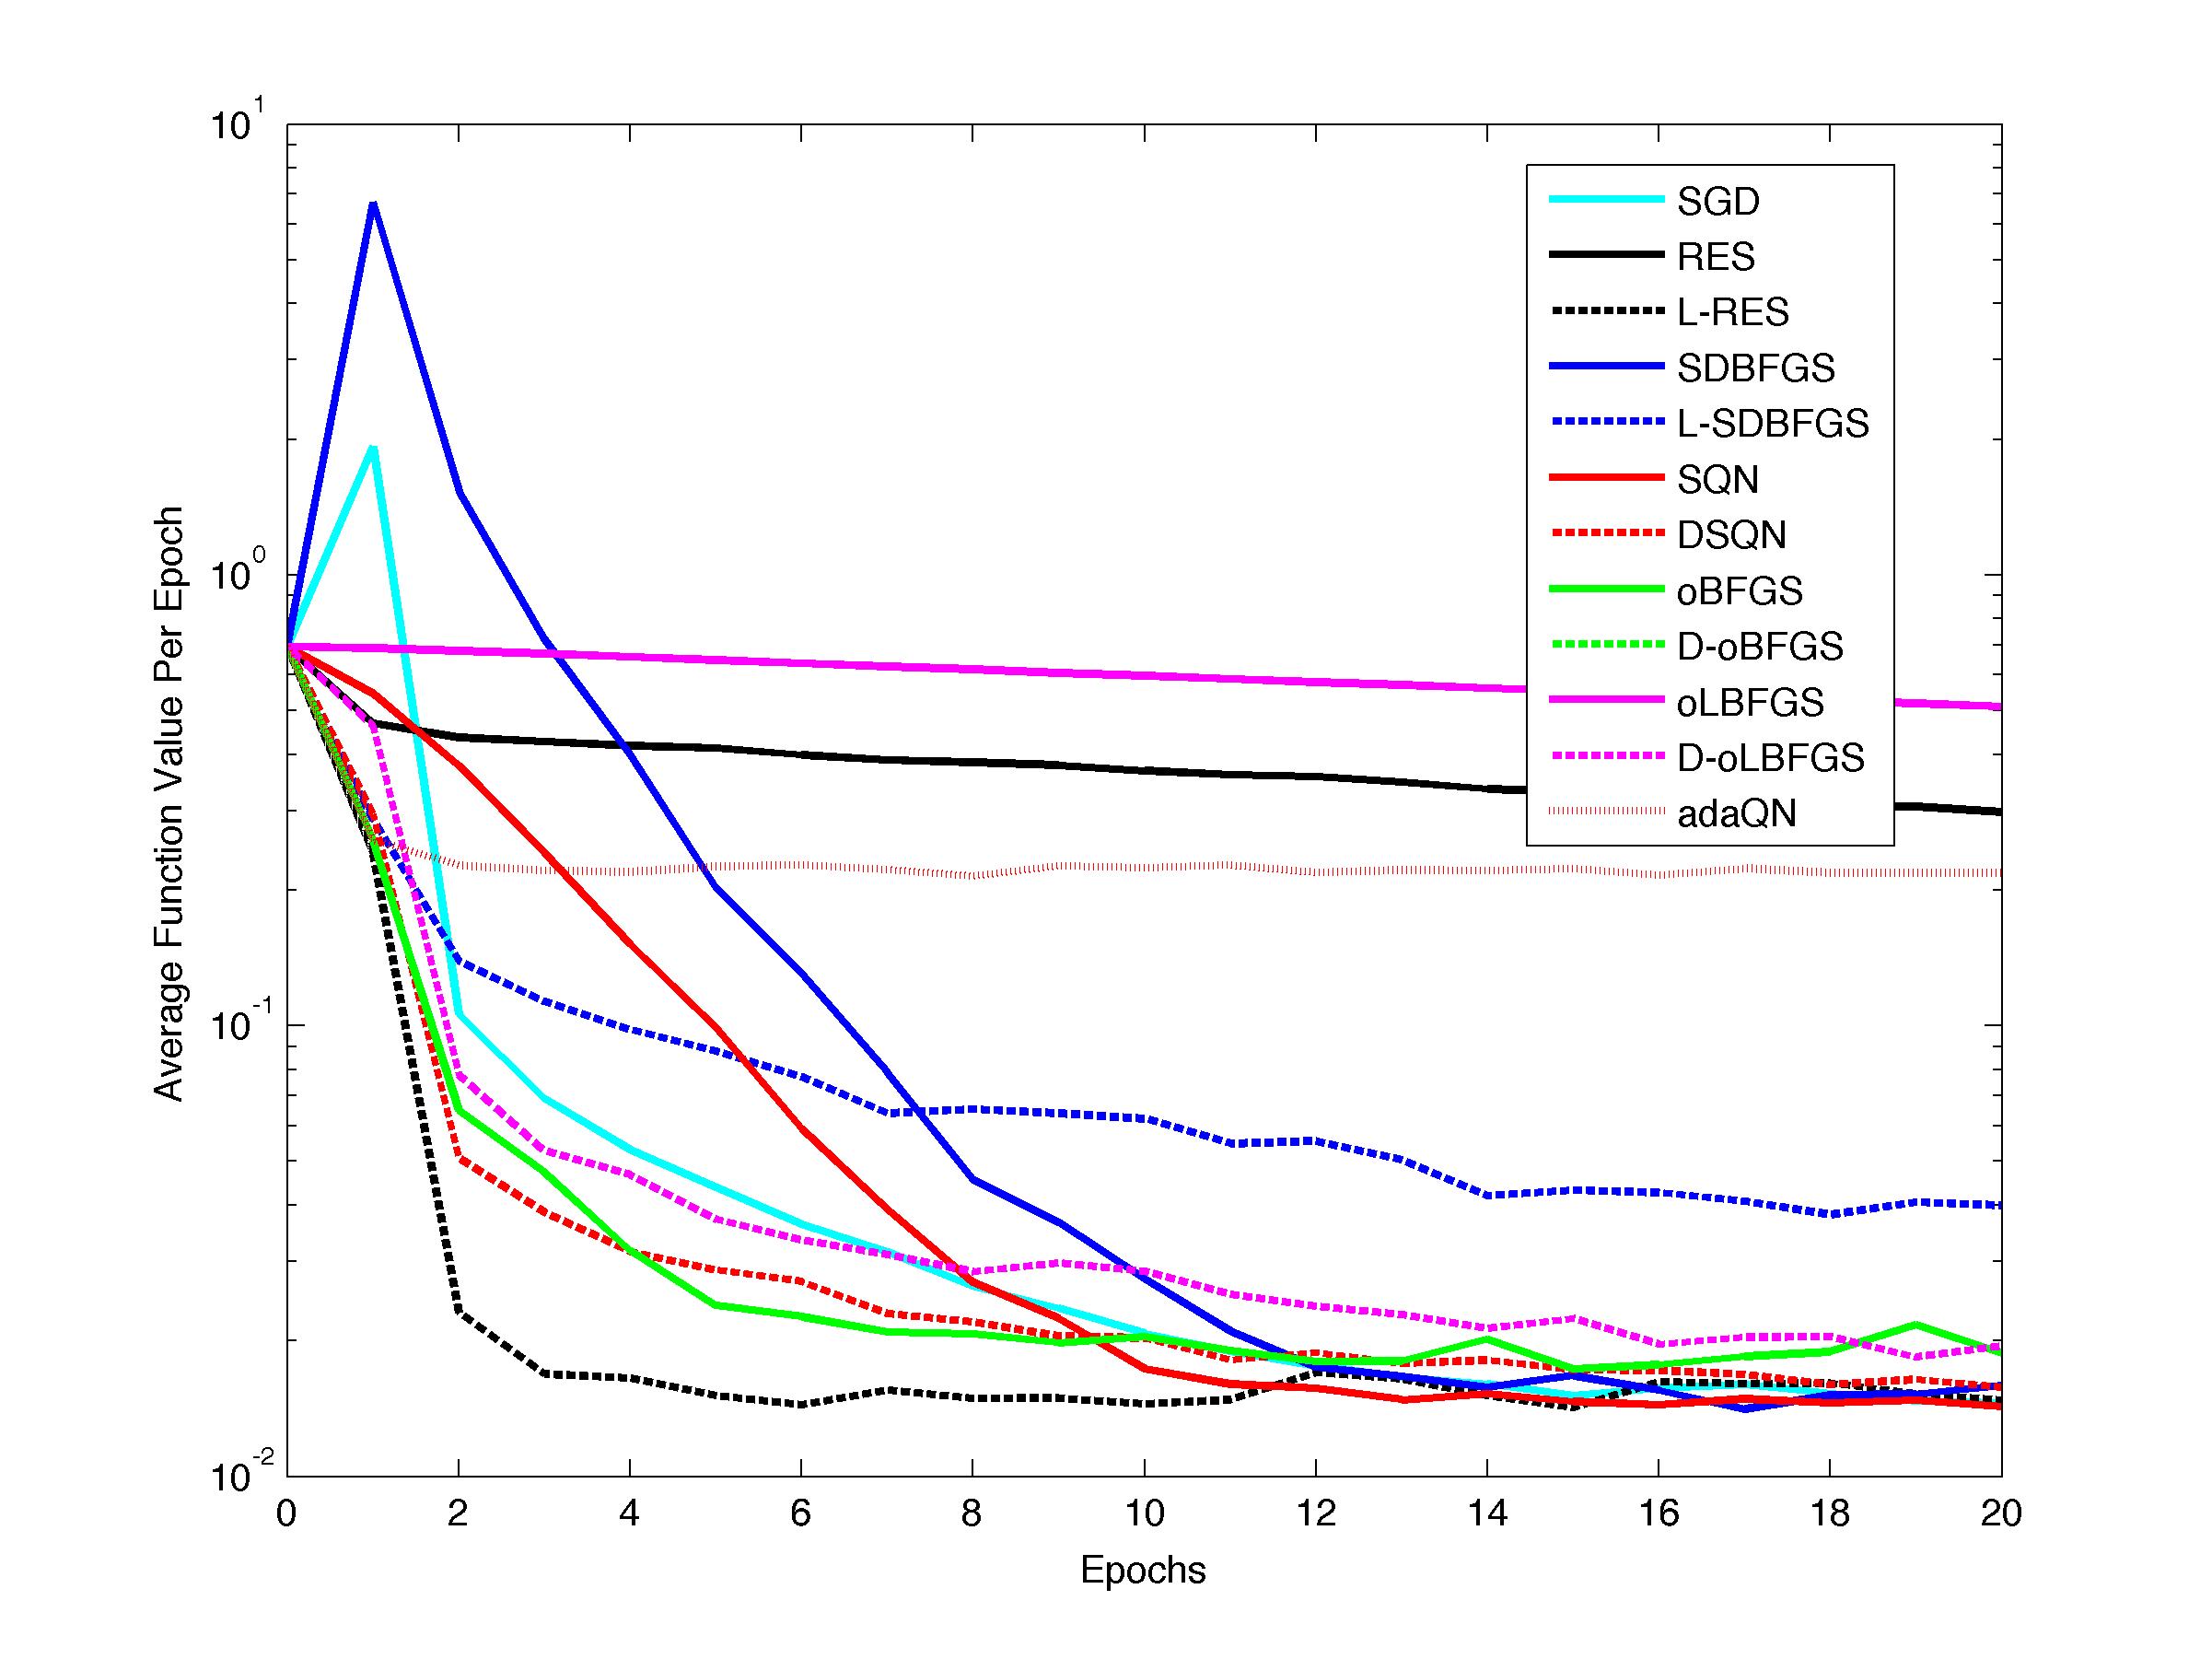 10^1
10^0
10^-1
10^-2
Average Function Value Per Epoch
SGD
RES
L-RES
SDBFGS
L-SDBFGS
SQN
DSQN
oBFGS
D-oBFGS
oLBFGS
D-oLBFGS
adaQN
0 2 4 6 8 10 12 14 16 18 20
Epochs